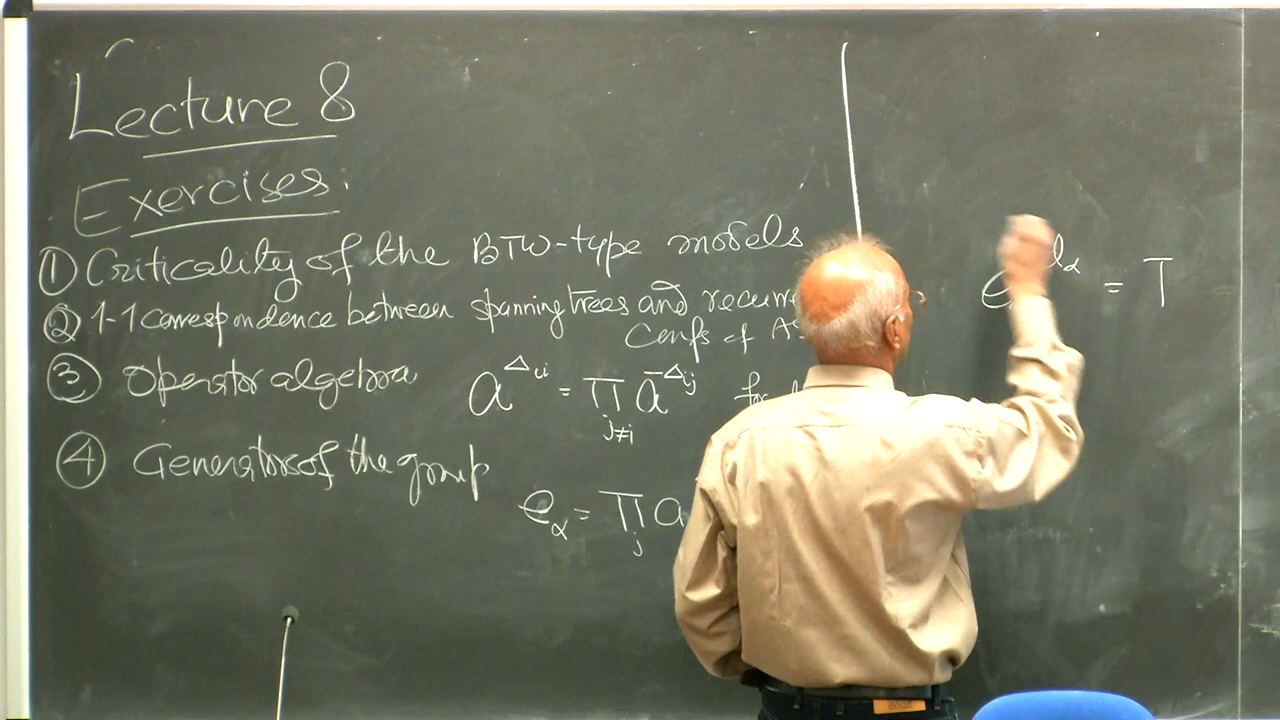 Lecture 8
Exercises.
① Criticality of the BTW-type models
② 1-1 correspondence between spanning trees and
Confs of
③ Operator algebra a^Δii = ∏_{j≠i} a^-Δij for
④ Generators of the group
e_α = ∏_j a
= T